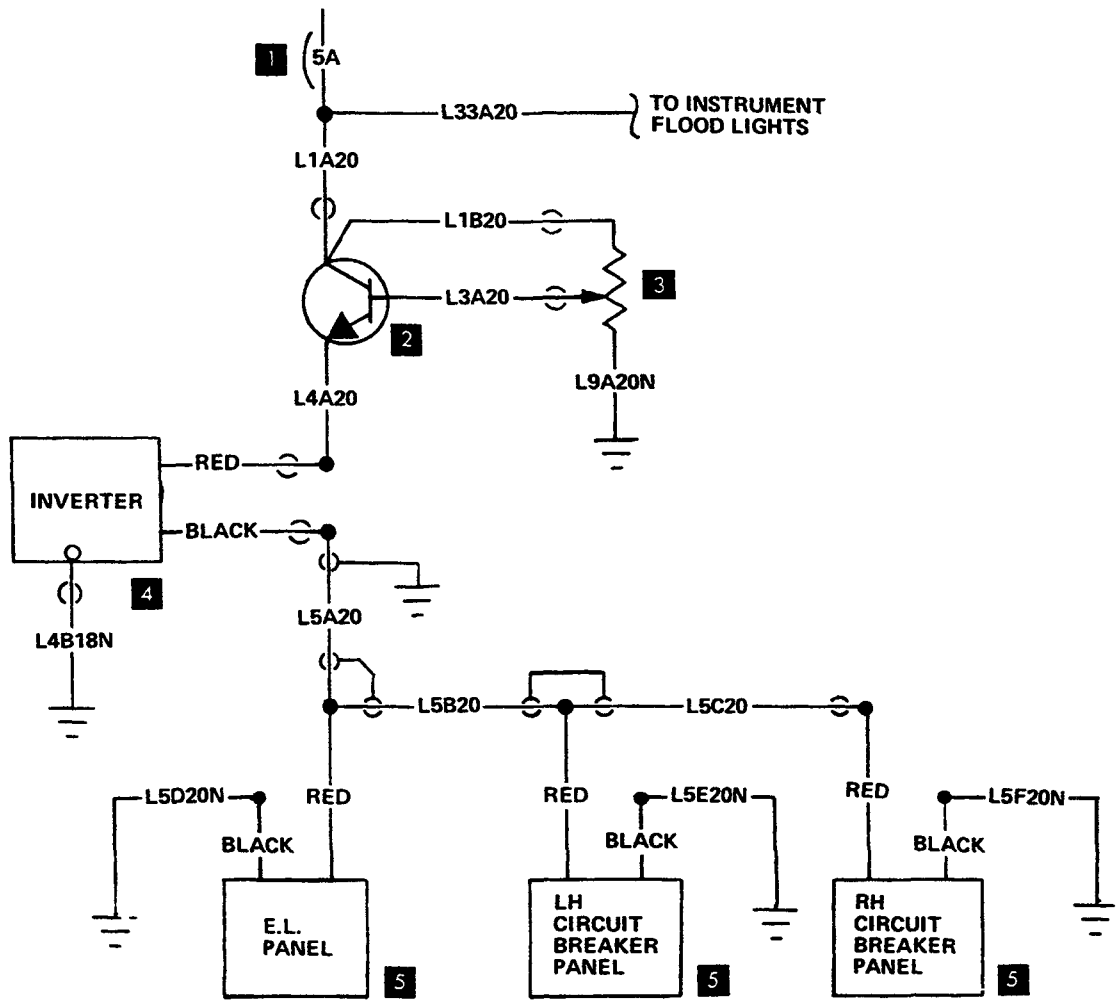 1
5A
L33A20
TO INSTRUMENT
FLOOD LIGHTS
L1A20
L1B20
L3A20
3
2
L9A20N
L4A20
RED
INVERTER
BLACK
4
L5A20
L4B18N
L5B20
L5C20
L5D20N
RED
RED
L5E20N
RED
L5F20N
BLACK
BLACK
BLACK
E.L.
PANEL
5
LH
CIRCUIT
BREAKER
PANEL
5
RH
CIRCUIT
BREAKER
PANEL
5